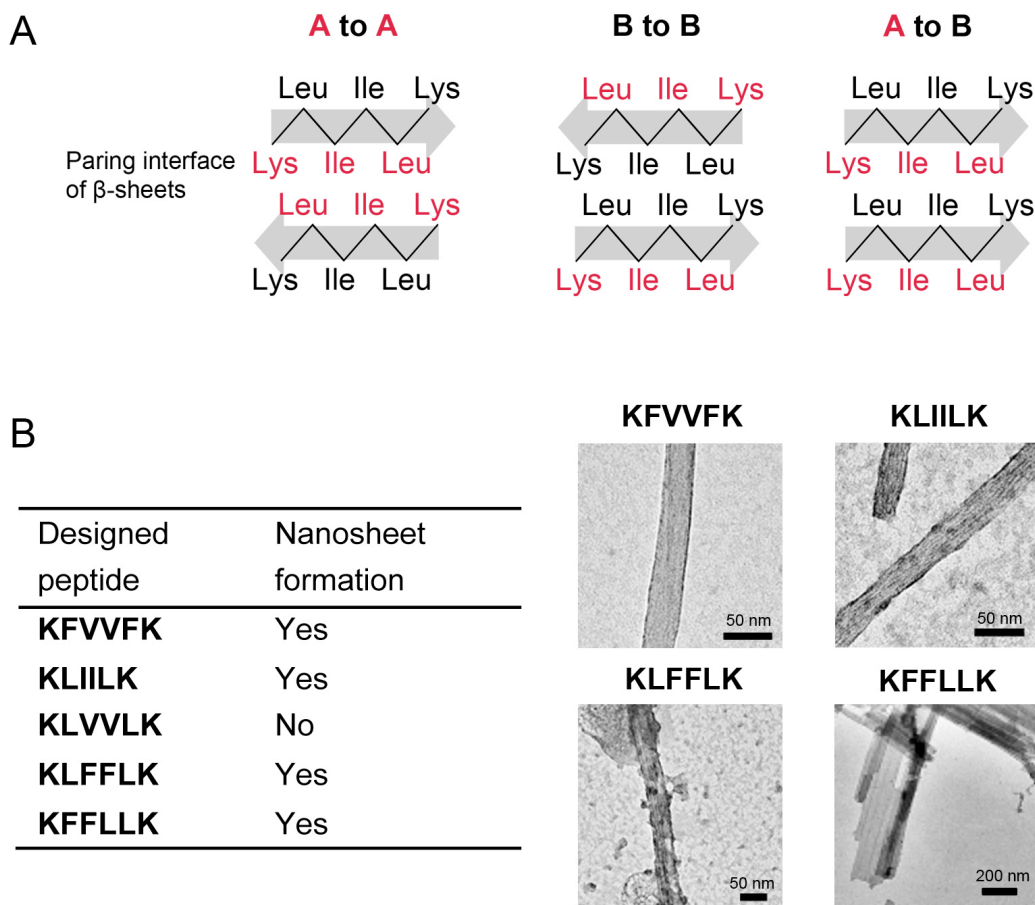 A
A to A
B to B
A to B
Leu Ile Lys
Lys Ile Leu
Leu Ile Lys
Lys Ile Leu
Paring interface
of β-sheets
Leu Ile Lys
Lys Ile Leu
Leu Ile Lys
Lys Ile Leu
Leu Ile Lys
Lys Ile Leu
Leu Ile Lys
Lys Ile Leu
B
Designed
peptide
Nanosheet
formation
KFVVFK Yes
KLIILK Yes
KLVVLK No
KLFFLK Yes
KFFLLK Yes
KFVVFK
50 nm
KLIILK
50 nm
KLFFLK
50 nm
KFFLLK
200 nm